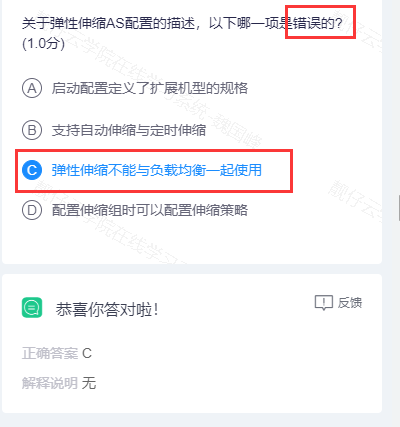 关于弹性伸缩AS配置的描述，以下哪一项是错误的?
(1.0分)
A 启动配置定义了扩展机型的规格
B 支持自动伸缩与定时伸缩
C 弹性伸缩不能与负载均衡一起使用
D 配置伸缩组时可以配置伸缩策略
恭喜你答对啦！
反馈
正确答案 C
解释说明 无